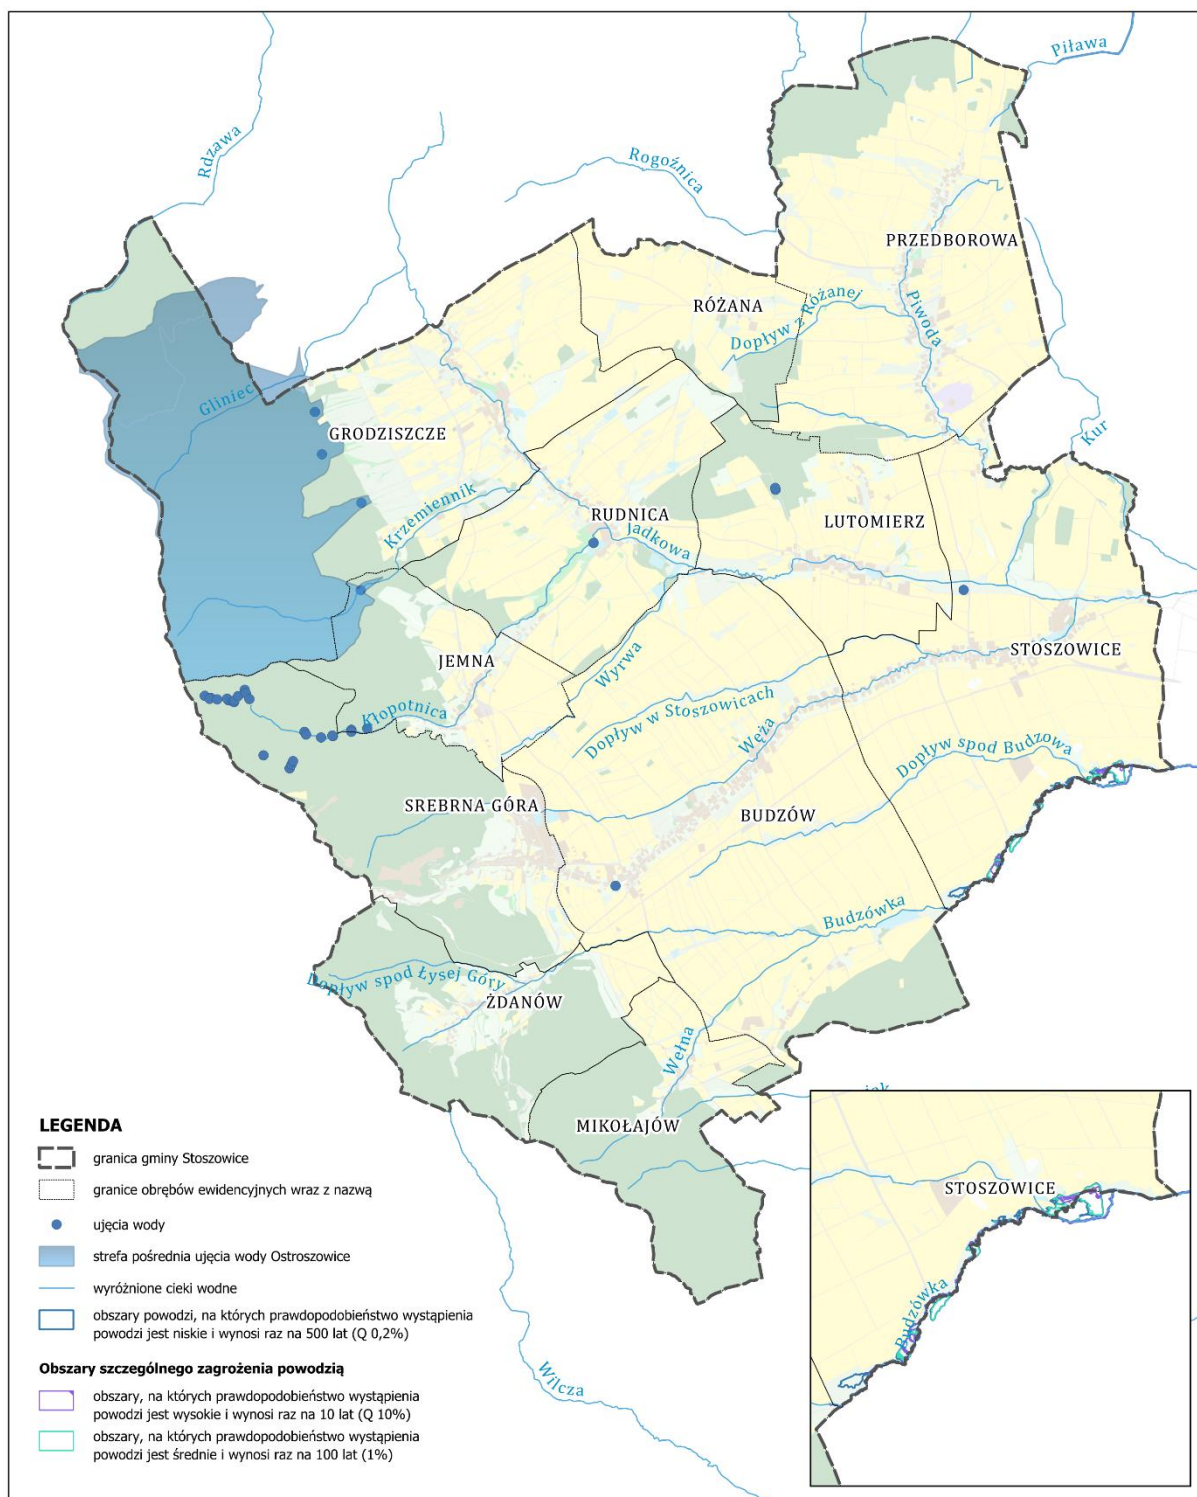 Piława
Rdzawa
Rogoźnica
PRZEDBOROWA
RÓŻANA
Dopływ z Różanej
Piwoda
Gliniec
GRODZISZCZE
Kur
Krzemiennik
RUDNICA
Jadkowa
LUTOMIERZ
JEMNA
Wyrwa
STOSZOWICE
Kłopotnica
Dopływ w Stoszowicach
Węża
Dopływ spod Budzowa
SREBRNA GÓRA
BUDZÓW
Budzówka
Dopływ spod Łysej Góry
ŻDANÓW
Wełna
MIKOŁAJÓW
Wilcza
LEGENDA
granica gminy Stoszowice
granice obrębów ewidencyjnych wraz z nazwą
ujęcia wody
strefa pośrednia ujęcia wody Ostroszowice
wyróżnione cieki wodne
obszary powodzi, na których prawdopodobieństwo wystąpienia
powodzi jest niskie i wynosi raz na 500 lat (Q 0,2%)
Obszary szczególnego zagrożenia powodzią
obszary, na których prawdopodobieństwo wystąpienia
powodzi jest wysokie i wynosi raz na 10 lat (Q 10%)
obszary, na których prawdopodobieństwo wystąpienia
powodzi jest średnie i wynosi raz na 100 lat (1%)
STOSZOWICE
Budzówka